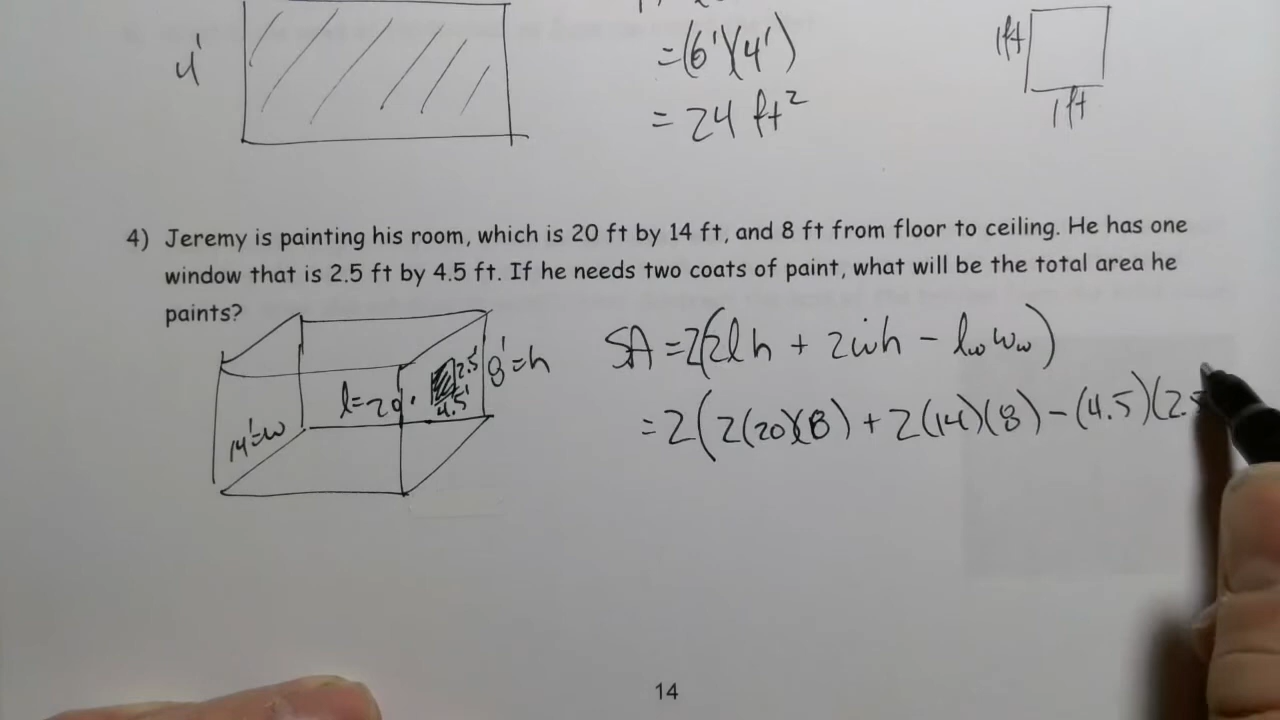 4'
=(6')(4')
= 24 ft²
1ft
1ft
4) Jeremy is painting his room, which is 20 ft by 14 ft, and 8 ft from floor to ceiling. He has one
window that is 2.5 ft by 4.5 ft. If he needs two coats of paint, what will be the total area he
paints?
SA = 2(2lh + 2wh - l_w w_w)
2.5'
8'=h
l=20'
4.5'
14'=w
= 2(2(20)(8) + 2(14)(8) - (4.5)(2.5
14